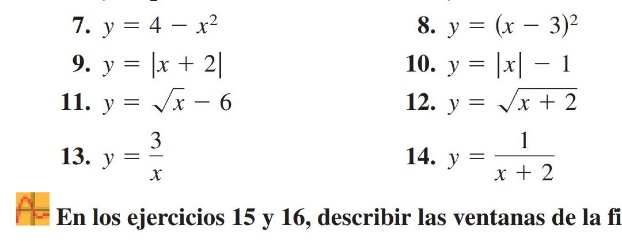 7. y = 4 − x²	8. y = (x − 3)²
9. y = |x + 2|	10. y = |x| − 1
11. y = √x − 6	12. y = √(x + 2)
13. y = 3/x	14. y = 1/(x + 2)
En los ejercicios 15 y 16, describir las ventanas de la fi